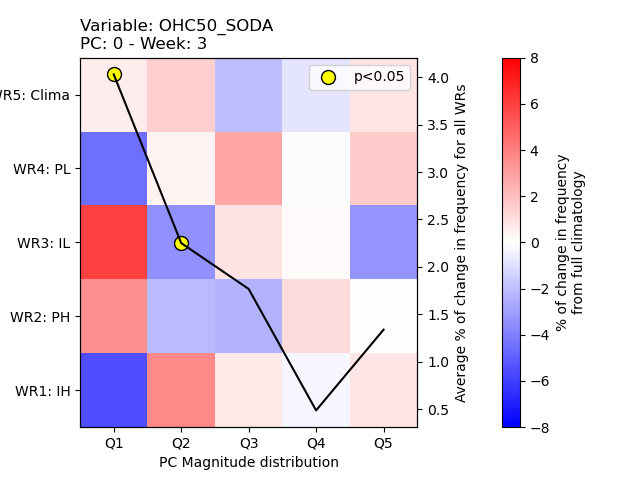 Variable: OHC50_SODA
PC: 0 - Week: 3
p<0.05
WR5: Clima
WR4: PL
WR3: IL
WR2: PH
WR1: IH
Q1 Q2 Q3 Q4 Q5
PC Magnitude distribution
4.0
3.5
3.0
2.5
2.0
1.5
1.0
0.5
Average % of change in frequency for all WRs
8
6
4
2
0
−2
−4
−6
−8
% of change in frequency
from full climatology